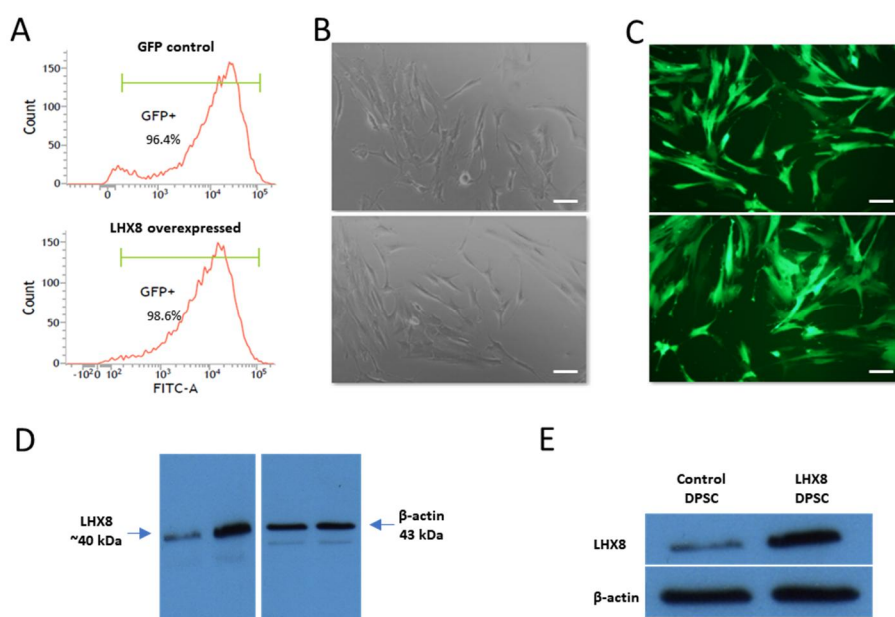 A
GFP control
150
100
50
0
Count
GFP+
96.4%
0
10³
10⁴
10⁵
LHX8 overexpressed
150
100
50
0
Count
GFP+
98.6%
-10² 0 10²
10³
10⁴
10⁵
FITC-A
B
C
D
LHX8
~40 kDa
β-actin
43 kDa
E
Control
DPSC
LHX8
DPSC
LHX8
β-actin